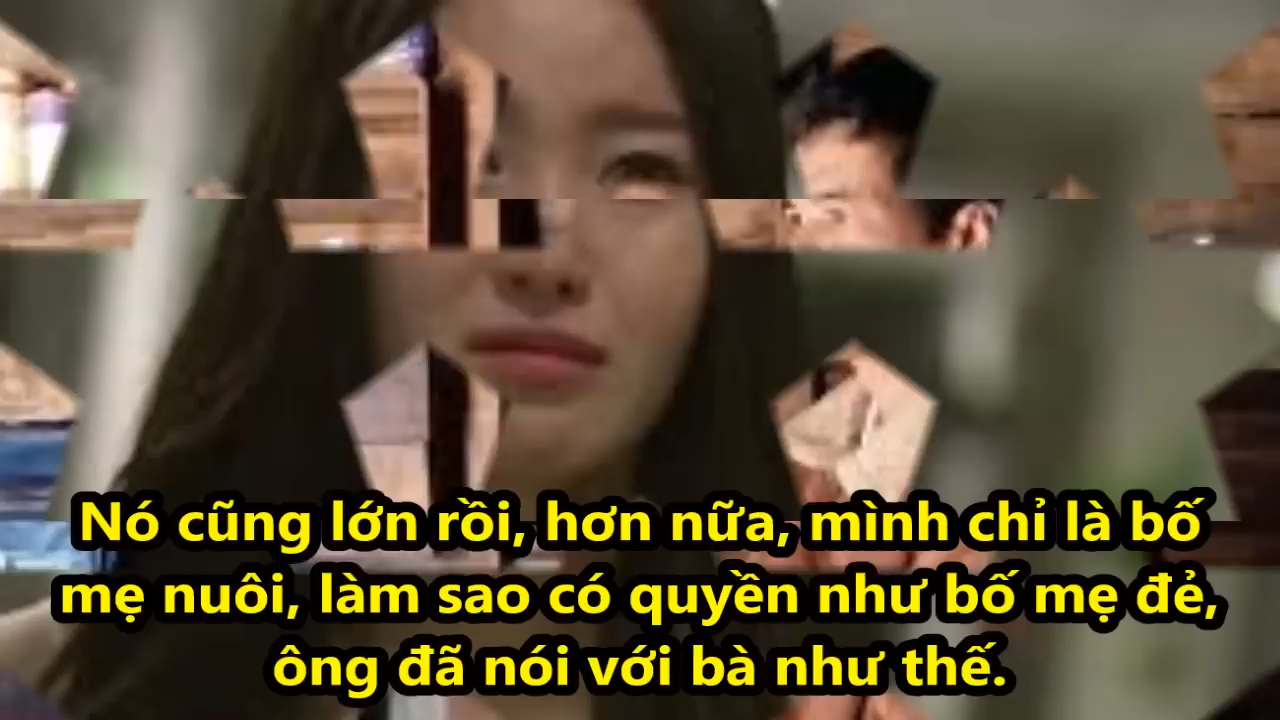 Nó cũng lớn rồi, hơn nữa, mình chỉ là bố
mẹ nuôi, làm sao có quyền như bố mẹ đẻ,
ông đã nói với bà như thế.